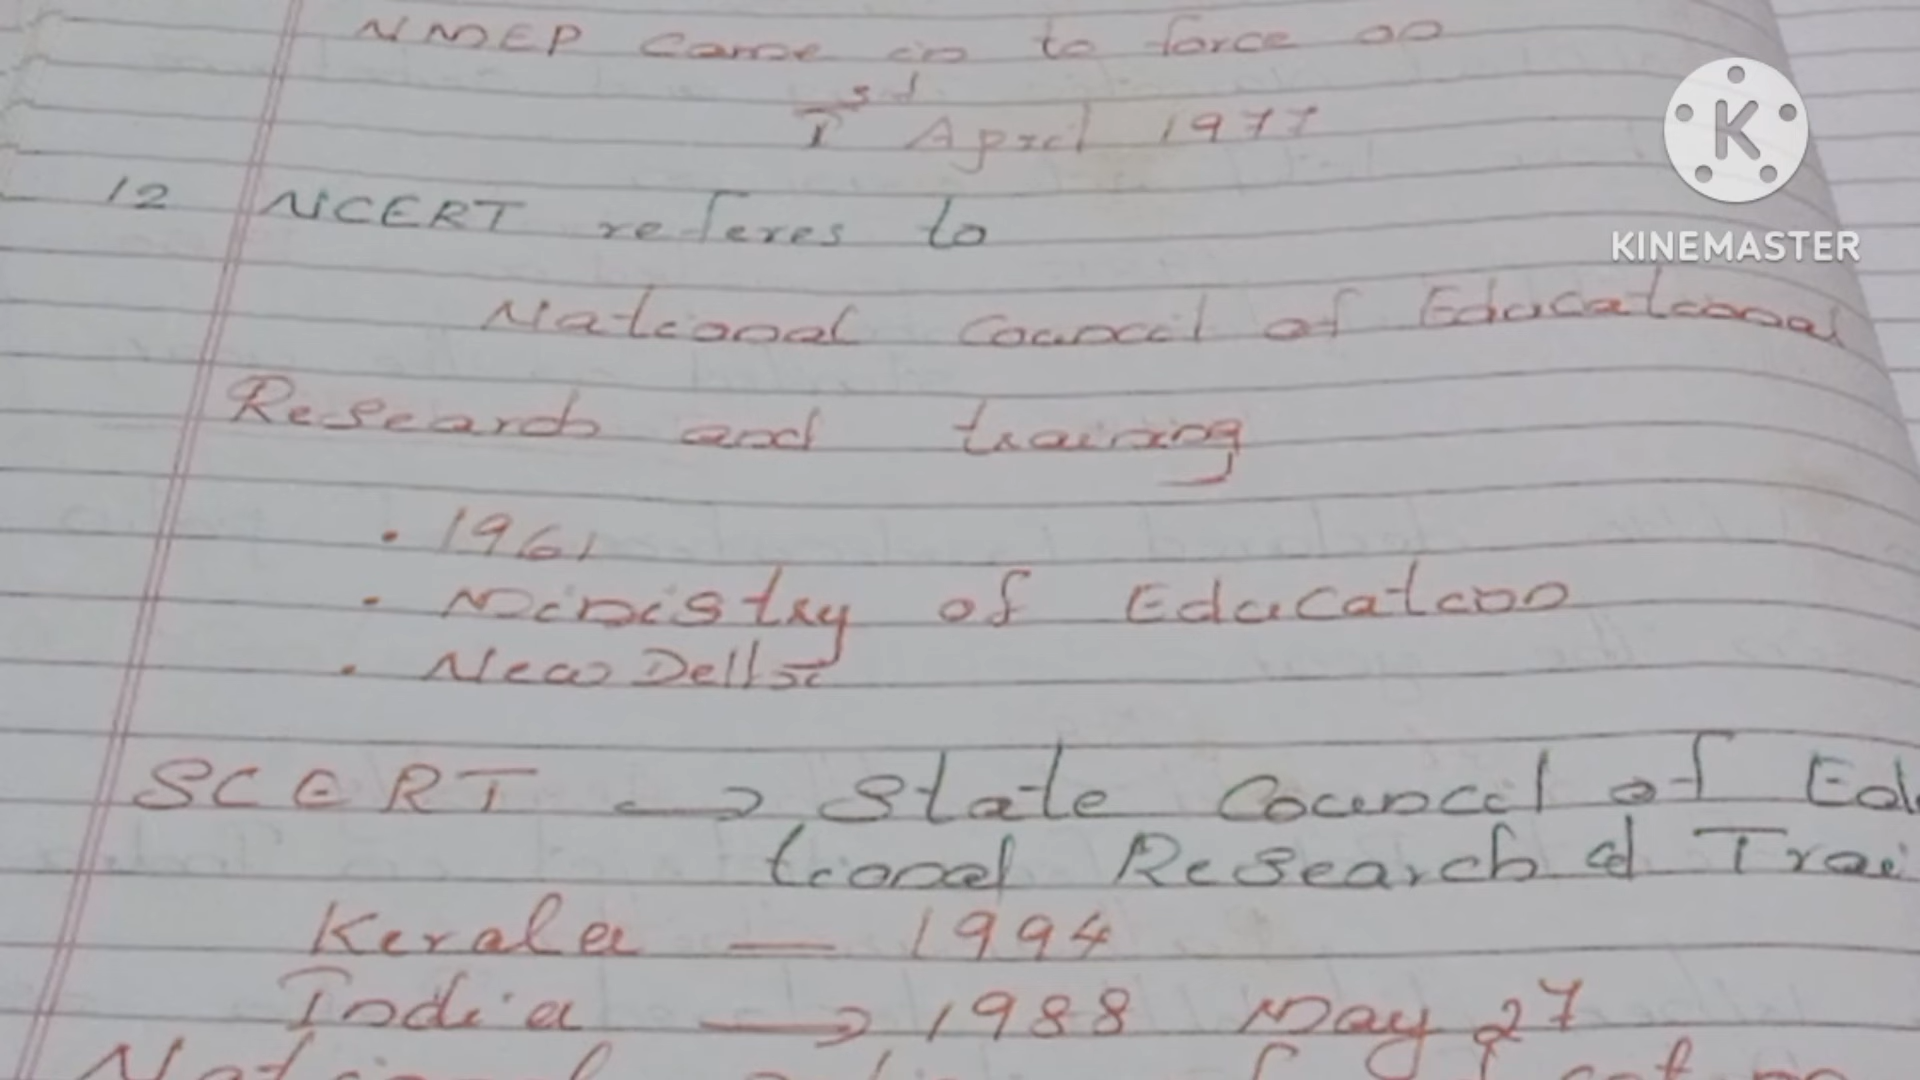 NMEP came in to force on
1st April 1977
K
KINEMASTER
12 NCERT referes to
National Council of Educational
Research and training
• 1961
• Ministry of Education
• New Delhi
SCERT → State Council of Edu
tional Research & Trai
Kerala — 1994
India → 1988 May 27